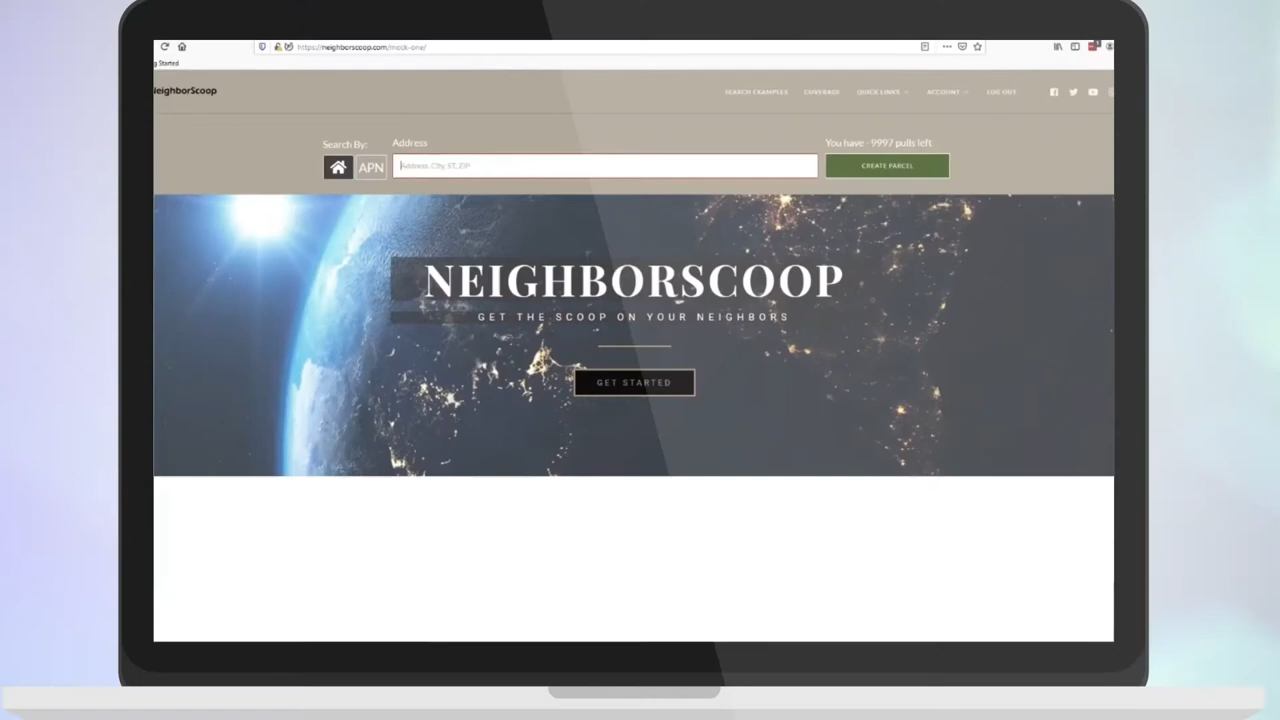 https://neighborscoop.com/mock-one/
g Started
NeighborScoop
SEARCH EXAMPLES
COVERAGE
QUICK LINKS
ACCOUNT
LOG OUT
Search By:
Address
You have - 9997 pulls left
APN
Address, City, ST, ZIP
CREATE PARCEL
NEIGHBORSCOOP
GET THE SCOOP ON YOUR NEIGHBORS
GET STARTED